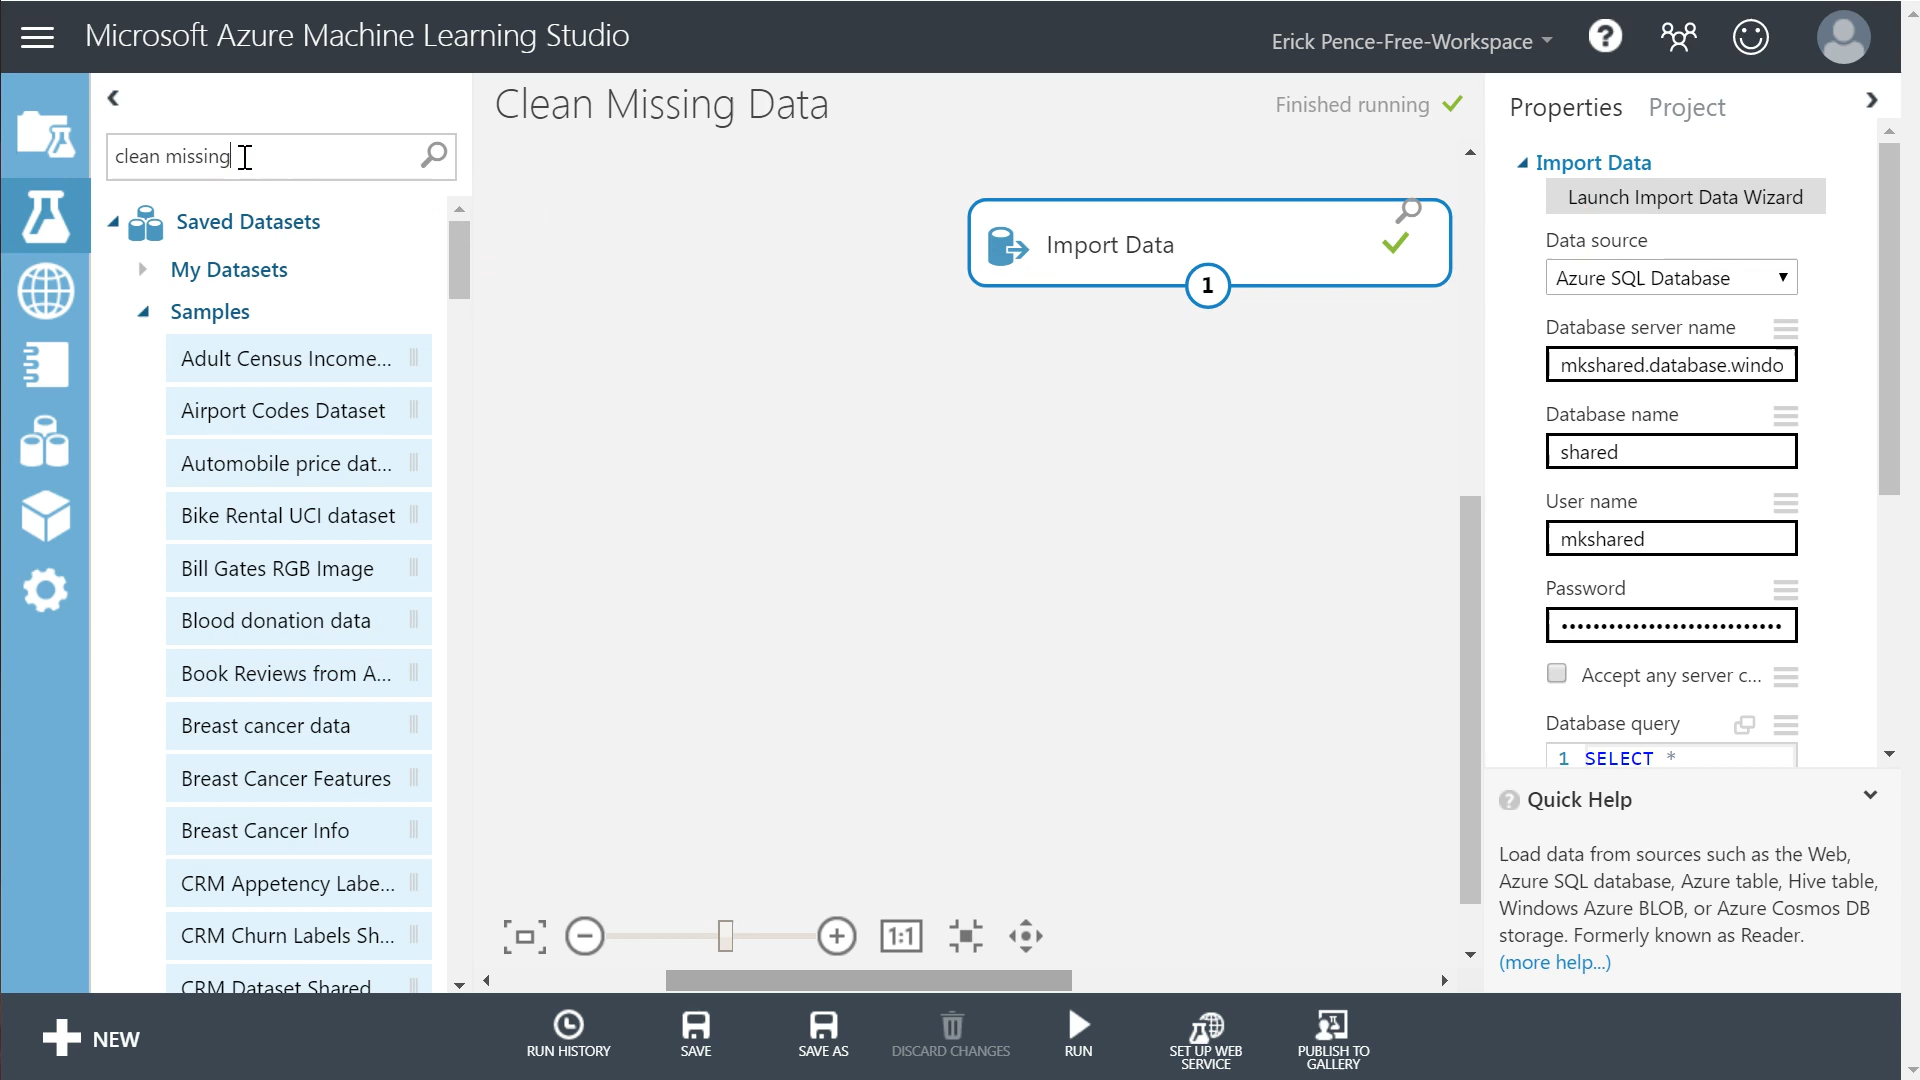 Microsoft Azure Machine Learning Studio
Erick Pence-Free-Workspace
?
clean missing
Saved Datasets
My Datasets
Samples
Adult Census Income...
Airport Codes Dataset
Automobile price dat...
Bike Rental UCI dataset
Bill Gates RGB Image
Blood donation data
Book Reviews from A...
Breast cancer data
Breast Cancer Features
Breast Cancer Info
CRM Appetency Labe...
CRM Churn Labels Sh...
CRM Dataset Shared
Clean Missing Data
Finished running
Import Data
1
1:1
Properties Project
Import Data
Launch Import Data Wizard
Data source
Azure SQL Database
Database server name
mkshared.database.windo
Database name
shared
User name
mkshared
Password
••••••••••••••••••••••••••••
Accept any server c...
Database query
1 SELECT *
? Quick Help
Load data from sources such as the Web,
Azure SQL database, Azure table, Hive table,
Windows Azure BLOB, or Azure Cosmos DB
storage. Formerly known as Reader.
(more help...)
NEW
RUN HISTORY
SAVE
SAVE AS
DISCARD CHANGES
RUN
SET UP WEB
SERVICE
PUBLISH TO
GALLERY